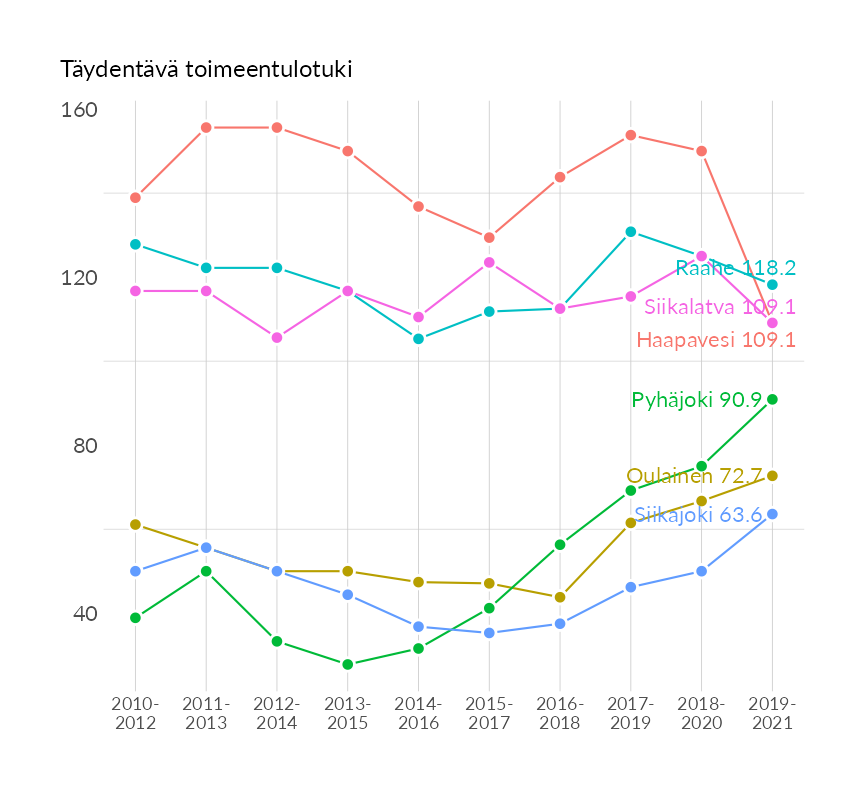 Täydentävä toimeentulotuki
160
120
80
40
Raahe 118.2
Siikalatva 109.1
Haapavesi 109.1
Pyhäjoki 90.9
Oulainen 72.7
Siikajoki 63.6
2010- 2011- 2012- 2013- 2014- 2015- 2016- 2017- 2018- 2019-
2012 2013 2014 2015 2016 2017 2018 2019 2020 2021